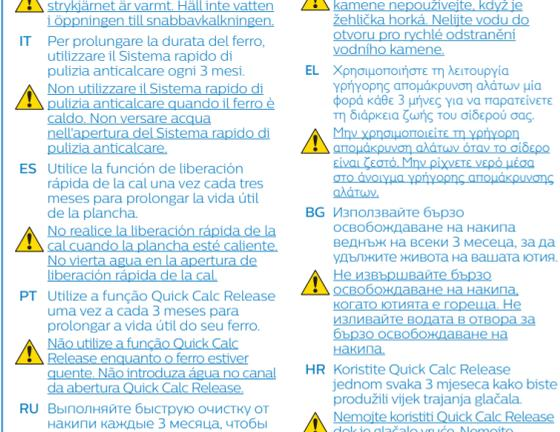 strykjärnet är varmt. Häll inte vatten
i öppningen till snabbavkalkningen.
IT Per prolungare la durata del ferro,
utilizzare il Sistema rapido di
pulizia anticalcare ogni 3 mesi.
Non utilizzare il Sistema rapido di
pulizia anticalcare quando il ferro è
caldo. Non versare acqua
nell'apertura del Sistema rapido di
pulizia anticalcare.
ES Utilice la función de liberación
rápida de la cal una vez cada tres
meses para prolongar la vida útil
de la plancha.
No realice la liberación rápida de la
cal cuando la plancha esté caliente.
No vierta agua en la apertura de
liberación rápida de la cal.
PT Utilize a função Quick Calc Release
uma vez a cada 3 meses para
prolongar a vida útil do seu ferro.
Não utilize a função Quick Calc
Release enquanto o ferro estiver
quente. Não introduza água no canal
da abertura Quick Calc Release.
RU Выполняйте быструю очистку от
накипи каждые 3 месяца, чтобы
kamene nepoužívejte, když je
žehlička horká. Nelijte vodu do
otvoru pro rychlé odstranění
vodního kamene.
EL Χρησιμοποιήστε τη λειτουργία
γρήγορης απομάκρυνση αλάτων μία
φορά κάθε 3 μήνες για να παρατείνετε
τη διάρκεια ζωής του σίδερού σας.
Μην χρησιμοποιείτε τη γρήγορη
απομάκρυνση αλάτων όταν το σίδερο
είναι ζεστό. Μην ρίχνετε νερό μέσα
στο άνοιγμα γρήγορης απομάκρυνσης
αλάτων.
BG Използвайте бързо
освобождаване на накипа
веднъж на всеки 3 месеца, за да
удължите живота на вашата ютия.
Не извършвайте бързо
освобождаване на накипа,
когато ютията е гореща. Не
изливайте водата в отвора за
бързо освобождаване на
накипа.
HR Koristite Quick Calc Release
jednom svaka 3 mjeseca kako biste
produžili vijek trajanja glačala.
Nemojte koristiti Quick Calc Release
dok je glačalo vruće. Nemojte